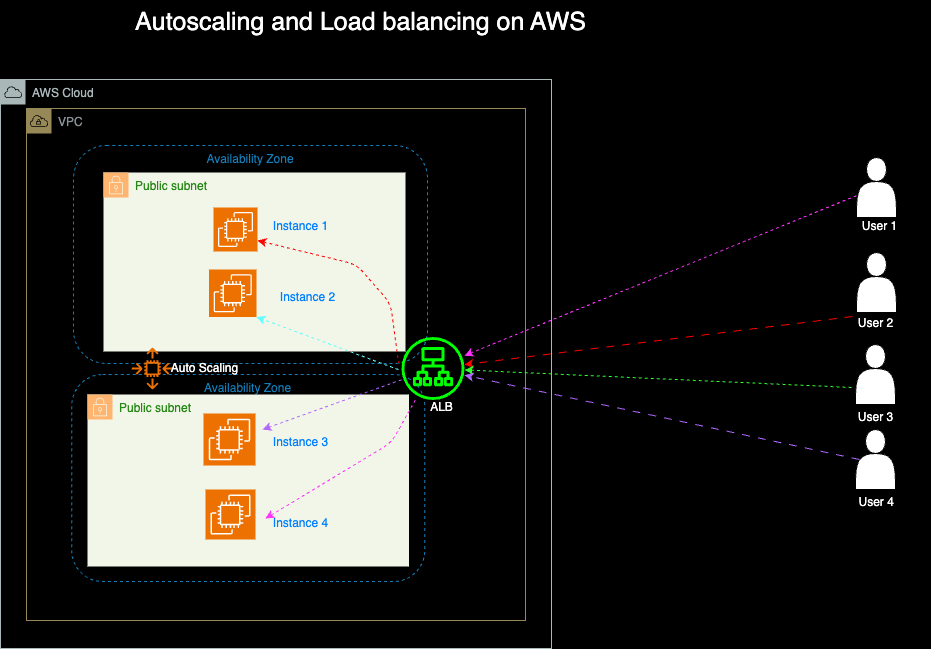 Autoscaling and Load balancing on AWS
AWS Cloud
VPC
Availability Zone
Public subnet
Instance 1
Instance 2
Auto Scaling
Availability Zone
Public subnet
Instance 3
Instance 4
ALB
User 1
User 2
User 3
User 4